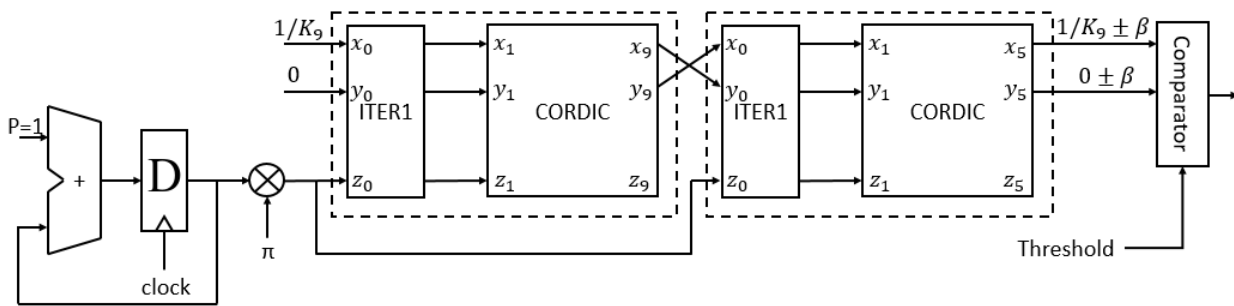 1/K₉
0
x₀
y₀
ITER1
z₀
x₁
y₁
CORDIC
z₁
x₉
y₉
z₉
x₀
y₀
ITER1
z₀
x₁
y₁
CORDIC
z₁
x₅
y₅
z₅
1/K₉ ± β
0 ± β
Comparator
Threshold
P=1
+
D
clock
π